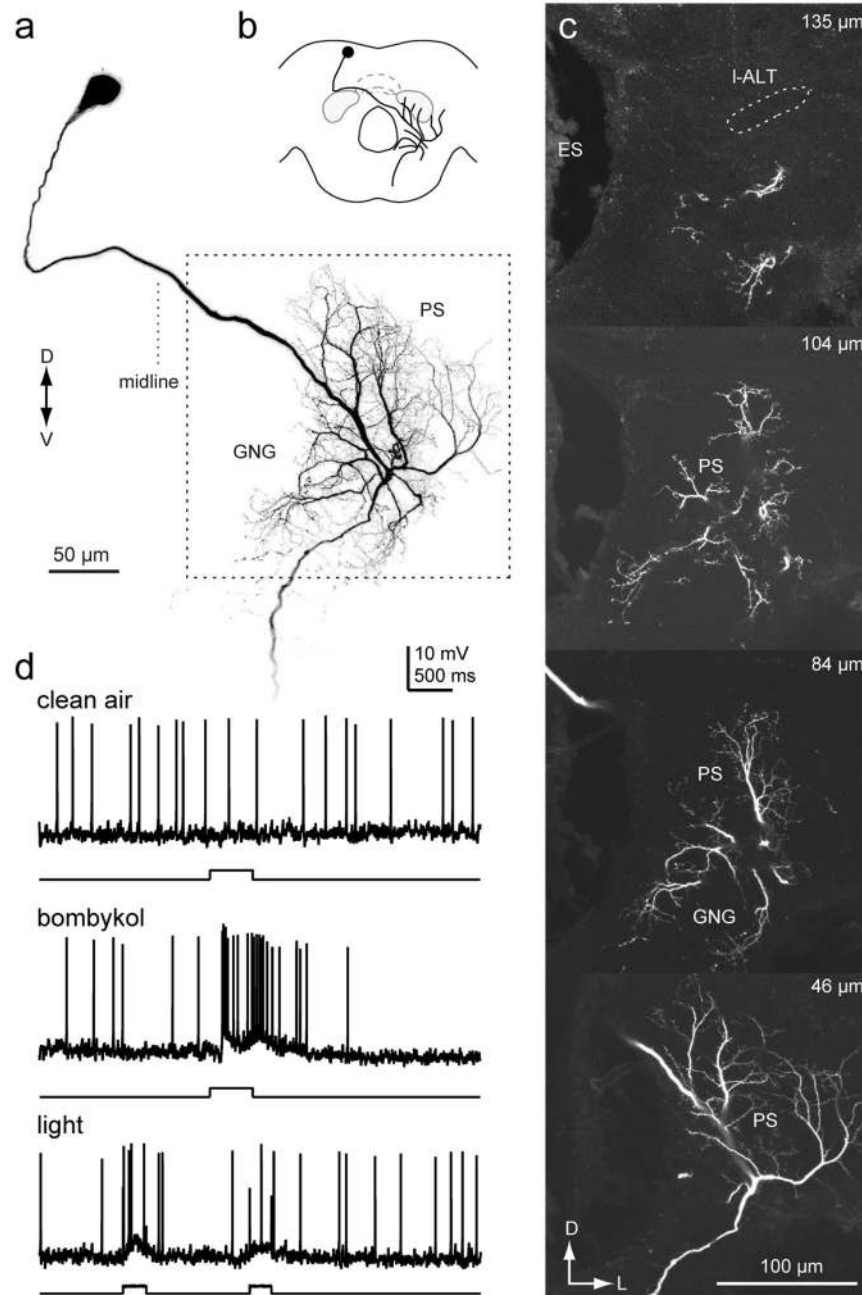 a
b
c
135 µm
l-ALT
ES
PS
D
V
midline
GNG
50 µm
104 µm
PS
84 µm
PS
GNG
46 µm
PS
D
L
100 µm
d
10 mV
500 ms
clean air
bombykol
light